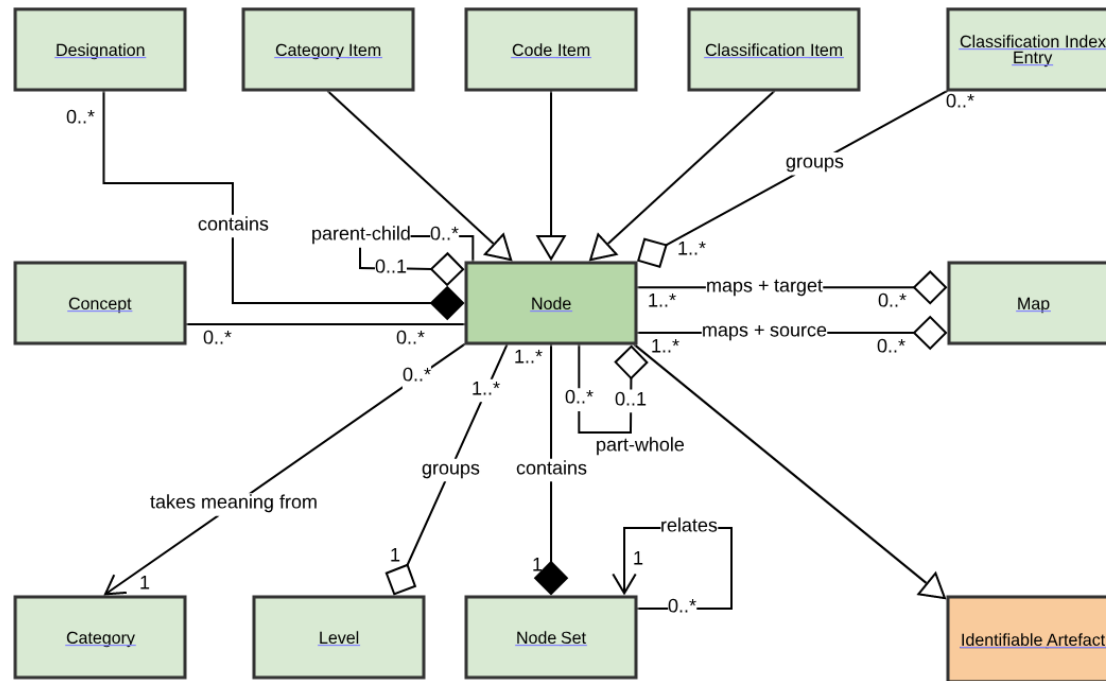 Designation
Category Item
Code Item
Classification Item
Classification Index
Entry
0..*
0..*
groups
contains
parent-child
0..*
0..1
1..*
Concept
Node
Map
maps + target
1..*
0..*
maps + source
1..*
0..*
0..*
0..*
0..*
1..*
1..*
0..*
0..1
part-whole
groups
contains
takes meaning from
relates
1
1
1
1
0..*
Category
Level
Node Set
Identifiable Artefact